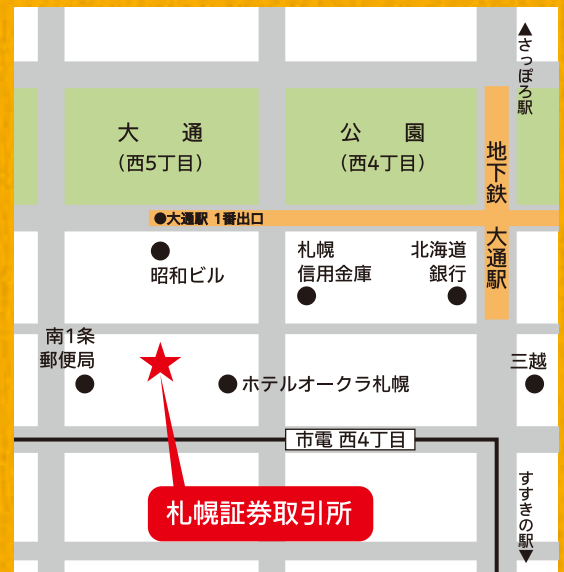 ▲さっぽろ駅
大通
(西5丁目)
公園
(西4丁目)
地下鉄 大通駅
●大通駅 1番出口
昭和ビル
札幌
信用金庫
北海道
銀行
南1条
郵便局
ホテルオークラ札幌
三越
市電 西4丁目
札幌証券取引所
すすきの駅▼